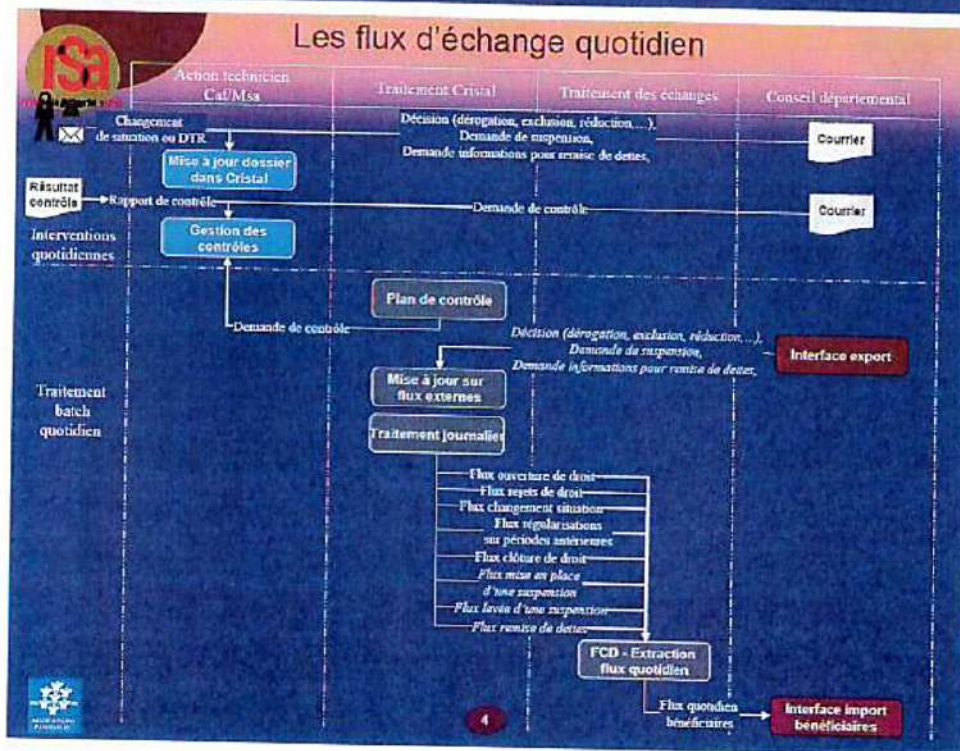 Les flux d'échange quotidien
rsa
Action technicien
Caf/Msa
Traitement Cristal
Traitement des échanges
Conseil départemental
Changement
de situation ou DTR
Décision (dérogation, exclusion, réduction,...),
Demande de suspension,
Demande informations pour remise de dettes,
Courrier
Mise à jour dossier
dans Cristal
Résultat
contrôle
Rapport de contrôle
Demande de contrôle
Courrier
Interventions
quotidiennes
Gestion des
contrôles
Plan de contrôle
Demande de contrôle
Décision (dérogation, exclusion, réduction,...),
Demande de suspension,
Demande informations pour remise de dettes,
Interface export
Traitement
batch
quotidien
Mise à jour sur
flux externes
Traitement journalier
Flux ouverture de droit
Flux rejets de droit
Flux changement situation
Flux régularisations
sur périodes antérieures
Flux clôture de droit
Flux mise en place
d'une suspension
Flux levée d'une suspension
Flux remise de dettes
FCD - Extraction
flux quotidien
Flux quotidien
bénéficiaires
Interface import
bénéficiaires
4